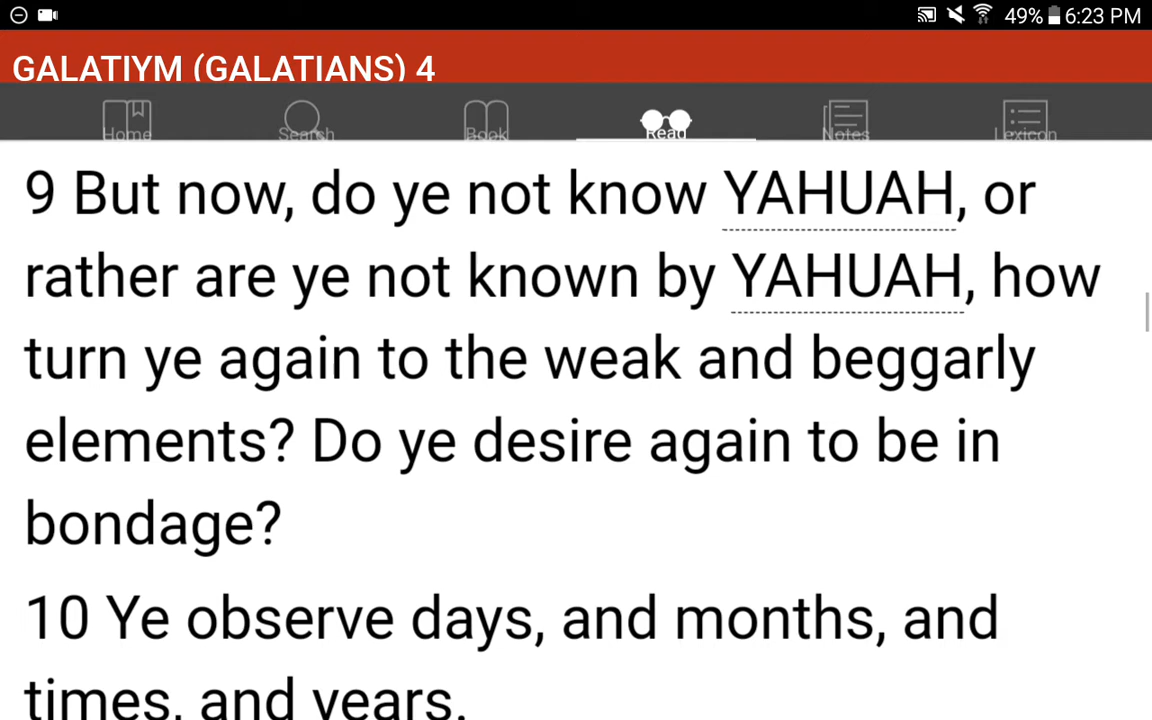 49% 6:23 PM
GALATIYM (GALATIANS) 4
Home Search Book Read Notes Lexicon
9 But now, do ye not know YAHUAH, or
rather are ye not known by YAHUAH, how
turn ye again to the weak and beggarly
elements? Do ye desire again to be in
bondage?
10 Ye observe days, and months, and
times, and years.